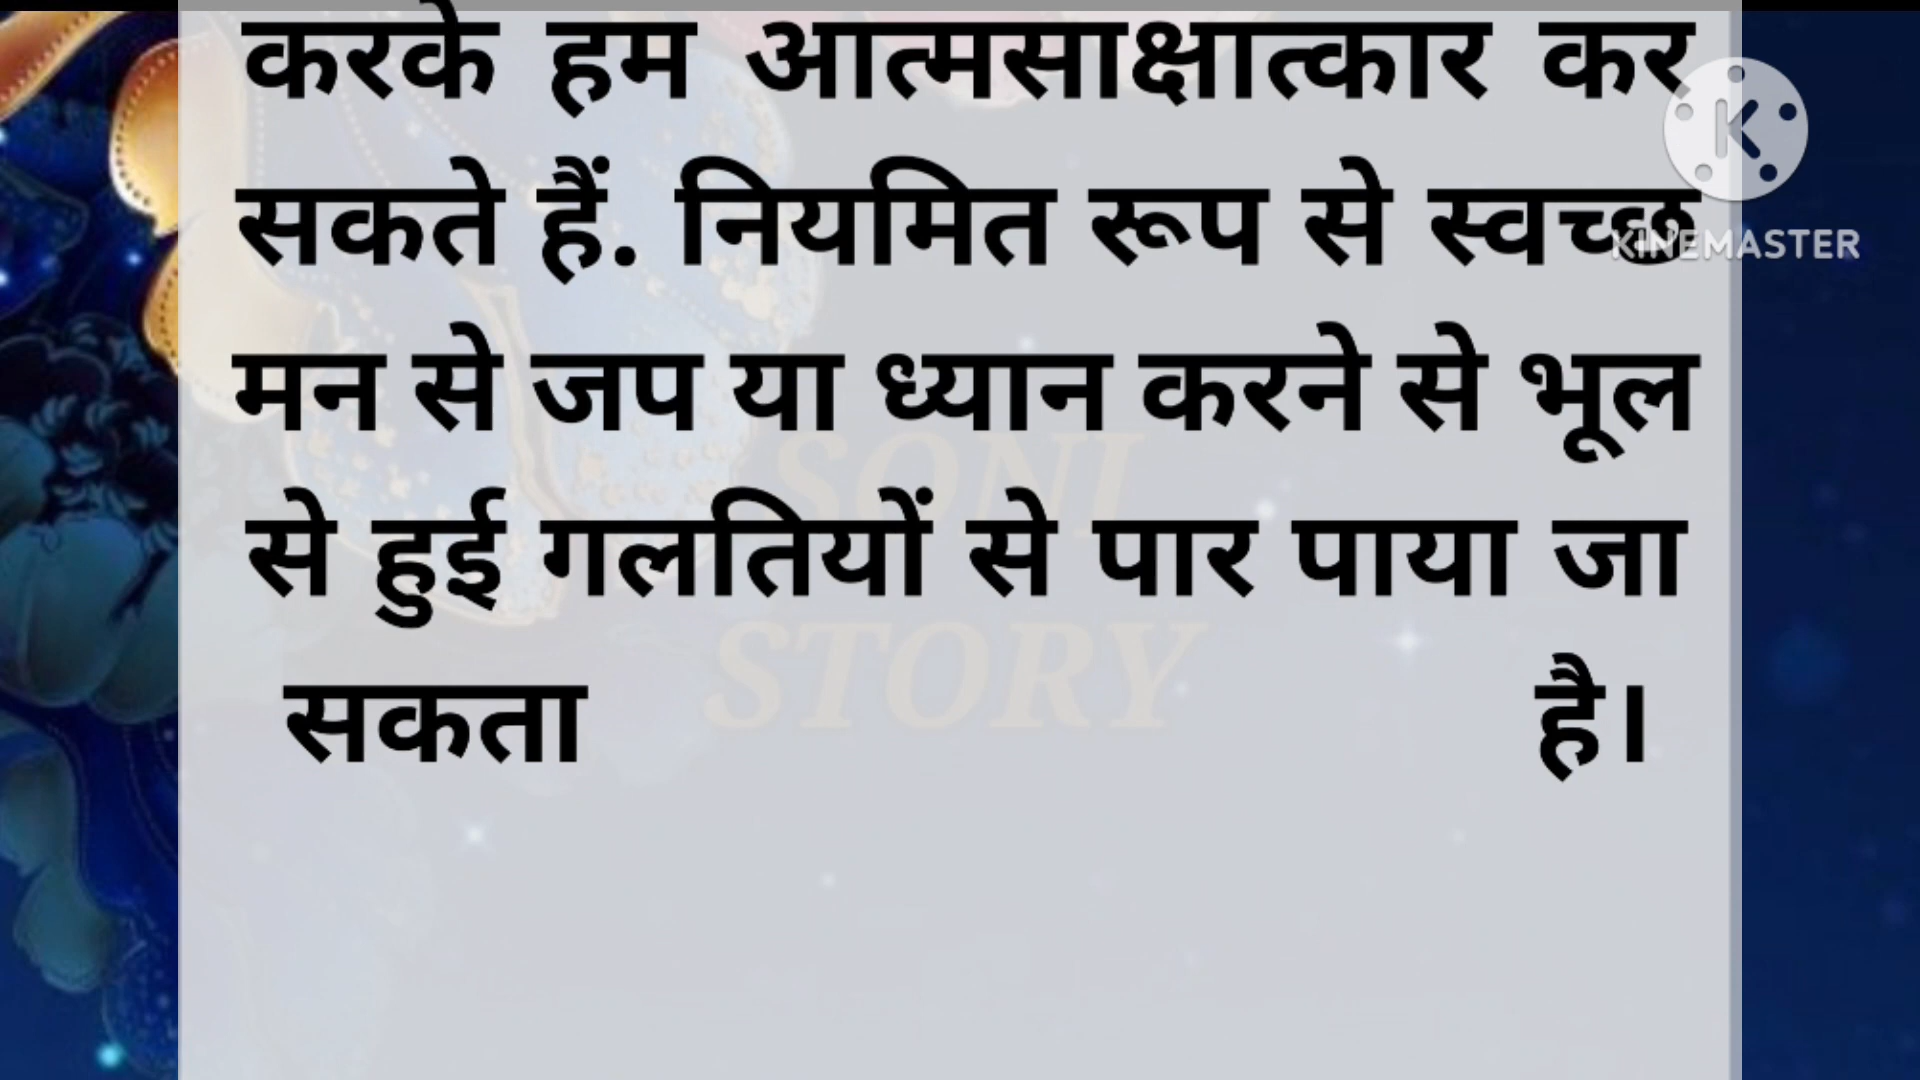 करके हम आत्मसाक्षात्कार कर
सकते हैं. नियमित रूप से स्वच्छ
KINEMASTER
मन से जप या ध्यान करने से भूल
SONI
से हुई गलतियों से पार पाया जा
STORY
सकता है।